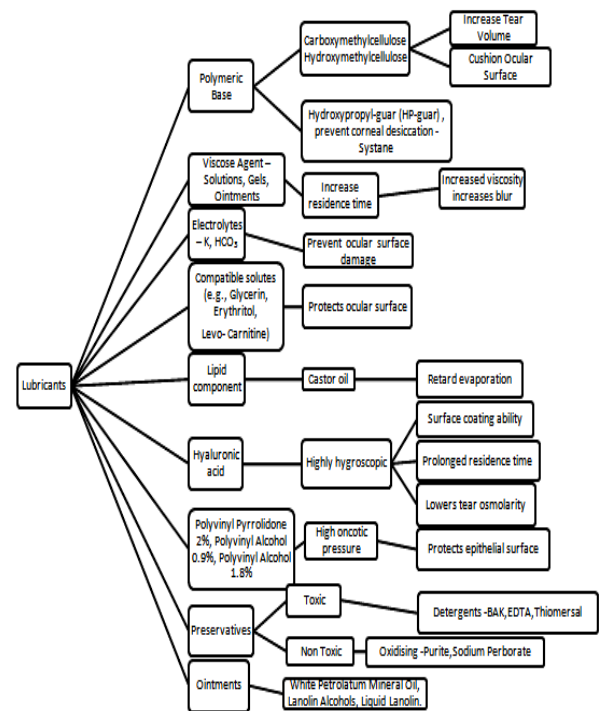 Lubricants
Polymeric
Base
Carboxymethylcellulose
Hydroxymethylcellulose
Increase Tear
Volume
Cushion Ocular
Surface
Hydroxypropyl-guar (HP-guar) ,
prevent corneal desiccation -
Systane
Viscose Agent –
Solutions, Gels,
Ointments
Increase
residence time
Increased viscosity
increases blur
Electrolytes
– K, HCO₃
Prevent ocular surface
damage
Compatible solutes
(e.g., Glycerin,
Erythritol,
Levo- Carnitine)
Protects ocular surface
Lipid
component
Castor oil
Retard evaporation
Hyaluronic
acid
Highly hygroscopic
Surface coating ability
Prolonged residence time
Lowers tear osmolarity
Polyvinyl Pyrrolidone
2%, Polyvinyl Alcohol
0.9%, Polyvinyl Alcohol
1.8%
High oncotic
pressure
Protects epithelial surface
Preservatives
Toxic
Detergents -BAK,EDTA,Thiomersal
Non Toxic
Oxidising -Purite,Sodium Perborate
Ointments
White Petrolatum Mineral Oil,
Lanolin Alcohols, Liquid Lanolin.